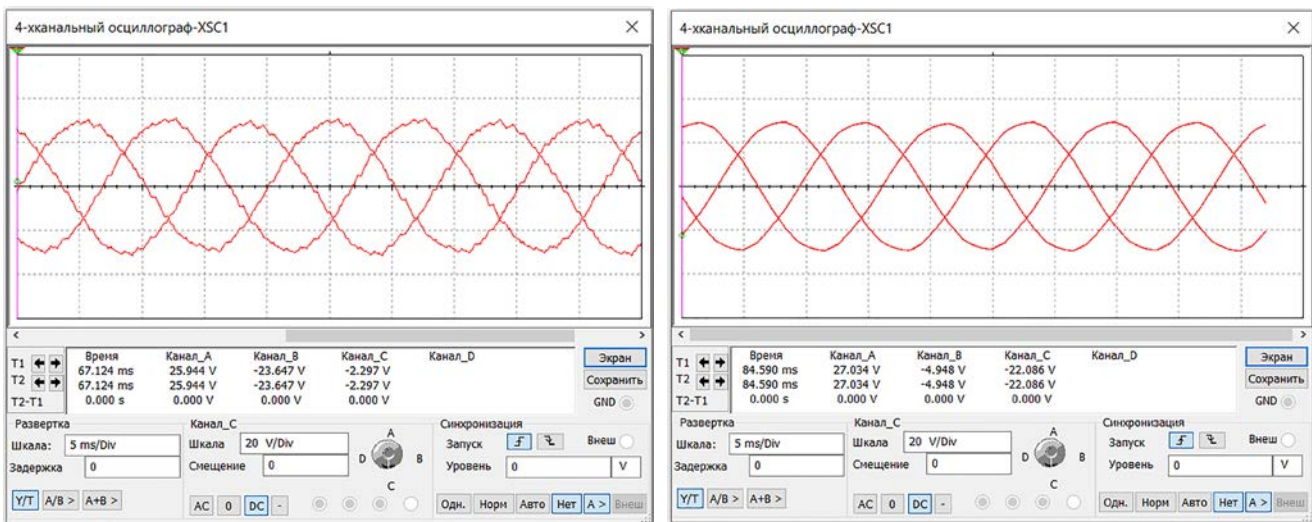 4-хканальный осциллограф-XSC1
Время Канал_A Канал_B Канал_C Канал_D
T1 67.124 ms 25.944 V -23.647 V -2.297 V
T2 67.124 ms 25.944 V -23.647 V -2.297 V
T2-T1 0.000 s 0.000 V 0.000 V 0.000 V
Экран
Сохранить
GND
Развертка
Шкала: 5 ms/Div
Задержка 0
Y/T A/B > A+B >
Канал_C
Шкала 20 V/Div
Смещение 0
AC 0 DC -
A
D B
C
Синхронизация
Запуск Внеш
Уровень 0 V
Одн. Норм Авто Нет A > Внеш
4-хканальный осциллограф-XSC1
Время Канал_A Канал_B Канал_C Канал_D
T1 84.590 ms 27.034 V -4.948 V -22.086 V
T2 84.590 ms 27.034 V -4.948 V -22.086 V
T2-T1 0.000 s 0.000 V 0.000 V 0.000 V
Экран
Сохранить
GND
Развертка
Шкала: 5 ms/Div
Задержка 0
Y/T A/B > A+B >
Канал_C
Шкала 20 V/Div
Смещение 0
AC 0 DC -
A
D B
C
Синхронизация
Запуск Внеш
Уровень 0 V
Одн. Норм Авто Нет A > Внеш